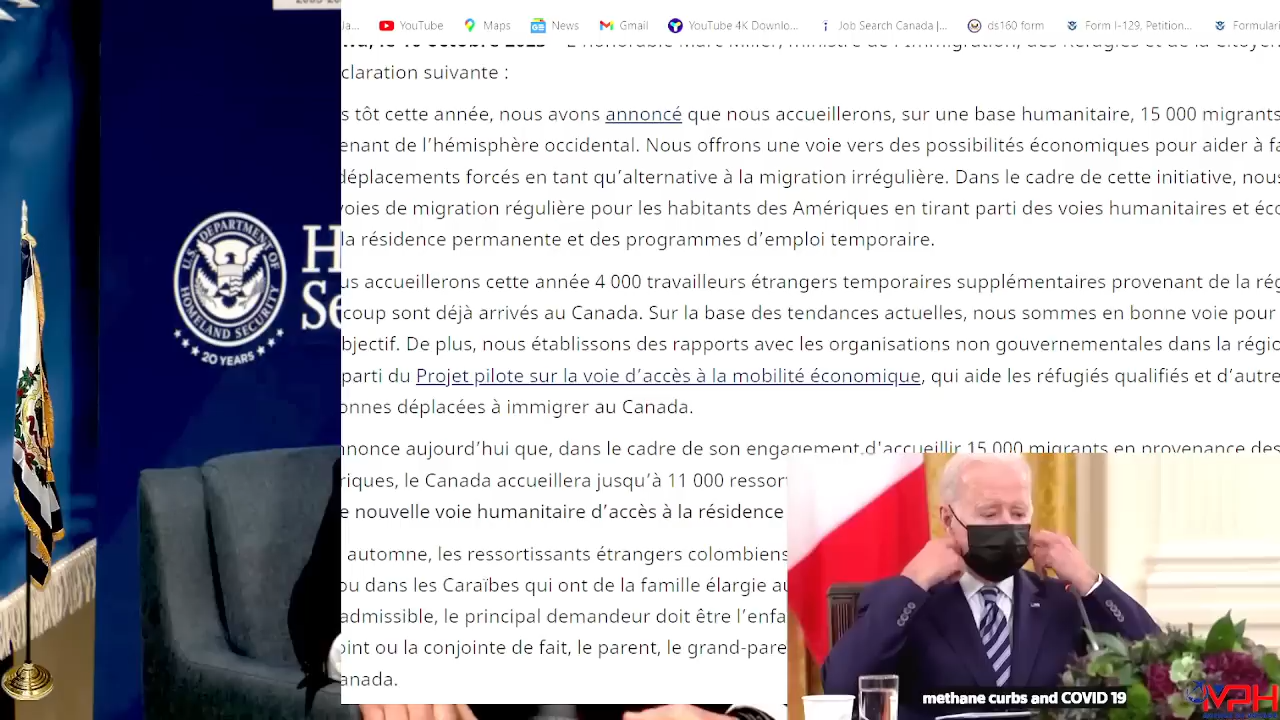 YouTube
Maps
News
Gmail
YouTube 4K Downlo...
Job Search Canada |...
ds160 form
Form I-129, Petition...
claration suivante :
s tôt cette année, nous avons annoncé que nous accueillerons, sur une base humanitaire, 15 000 migrants
enant de l’hémisphère occidental. Nous offrons une voie vers des possibilités économiques pour aider à fa
déplacements forcés en tant qu’alternative à la migration irrégulière. Dans le cadre de cette initiative, nous
voies de migration régulière pour les habitants des Amériques en tirant parti des voies humanitaires et éco
la résidence permanente et des programmes d’emploi temporaire.
us accueillerons cette année 4 000 travailleurs étrangers temporaires supplémentaires provenant de la rég
coup sont déjà arrivés au Canada. Sur la base des tendances actuelles, nous sommes en bonne voie pour
bjectif. De plus, nous établissons des rapports avec les organisations non gouvernementales dans la régio
parti du Projet pilote sur la voie d’accès à la mobilité économique, qui aide les réfugiés qualifiés et d’autre
onnes déplacées à immigrer au Canada.
nnonce aujourd’hui que, dans le cadre de son engagement d’accueillir 15 000 migrants en provenance des
riques, le Canada accueillera jusqu’à 11 000 ressort
e nouvelle voie humanitaire d’accès à la résidence
automne, les ressortissants étrangers colombiens
ou dans les Caraïbes qui ont de la famille élargie au
admissible, le principal demandeur doit être l’enfa
oint ou la conjointe de fait, le parent, le grand-pare
anada.
U.S. DEPARTMENT OF
HOMELAND SECURITY
20 YEARS
H
Se
methane curbs and COVID 19
VPH